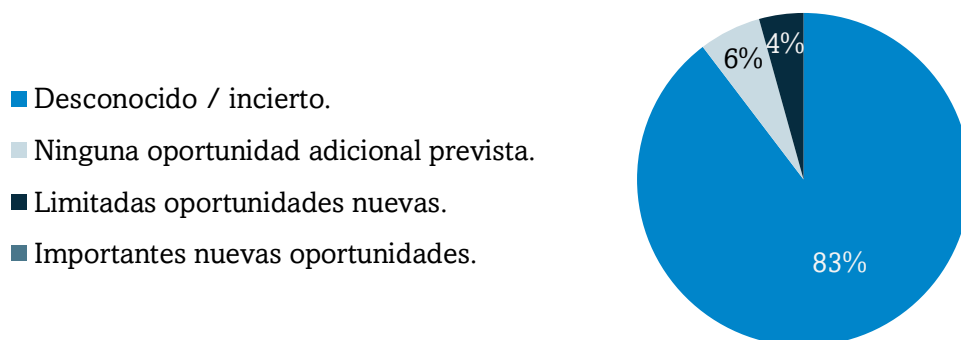 4%
6%
Desconocido / incierto.
Ninguna oportunidad adicional prevista.
Limitadas oportunidades nuevas.
Importantes nuevas oportunidades.
83%